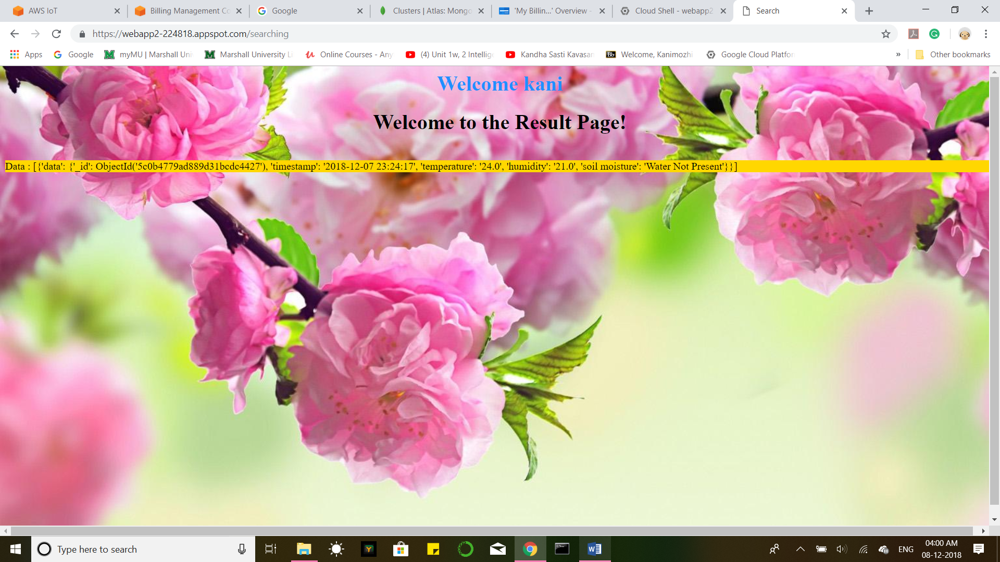 AWS IoT
Billing Management Co
Google
Clusters | Atlas: Mongo
'My Billin...' Overview -
Cloud Shell - webapp2
Search
https://webapp2-224818.appspot.com/searching
Apps
Google
myMU | Marshall Uni
Marshall University Li
Online Courses - Any
(4) Unit 1w, 2 Intellige
Kandha Sasti Kavasam
Bb
Welcome, Kanimozhi
Google Cloud Platfor
»
Other bookmarks
Welcome kani
Welcome to the Result Page!
Data : [{'data': {'_id': ObjectId('5c0b4779ad889d31bcdc4427'), 'timestamp': '2018-12-07 23:24:17', 'temperature': '24.0', 'humidity': '21.0', 'soil moisture': 'Water Not Present'}}]
Type here to search
ENG
04:00 AM
08-12-2018